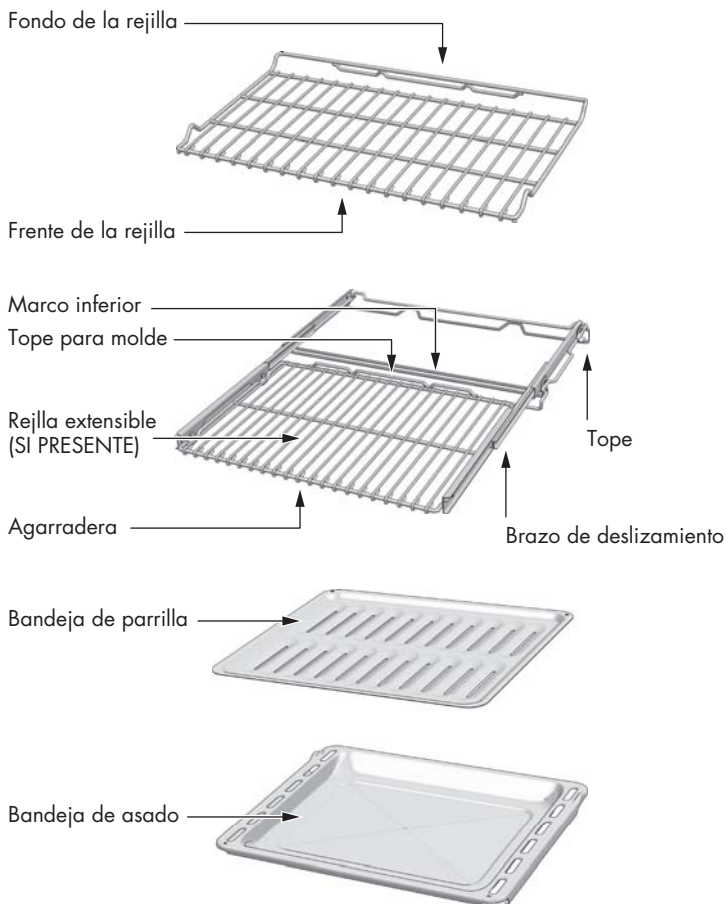 Fondo de la rejilla
Frente de la rejilla
Marco inferior
Tope para molde
Rejlla extensible
(SI PRESENTE)
Tope
Agarradera
Brazo de deslizamiento
Bandeja de parrilla
Bandeja de asado